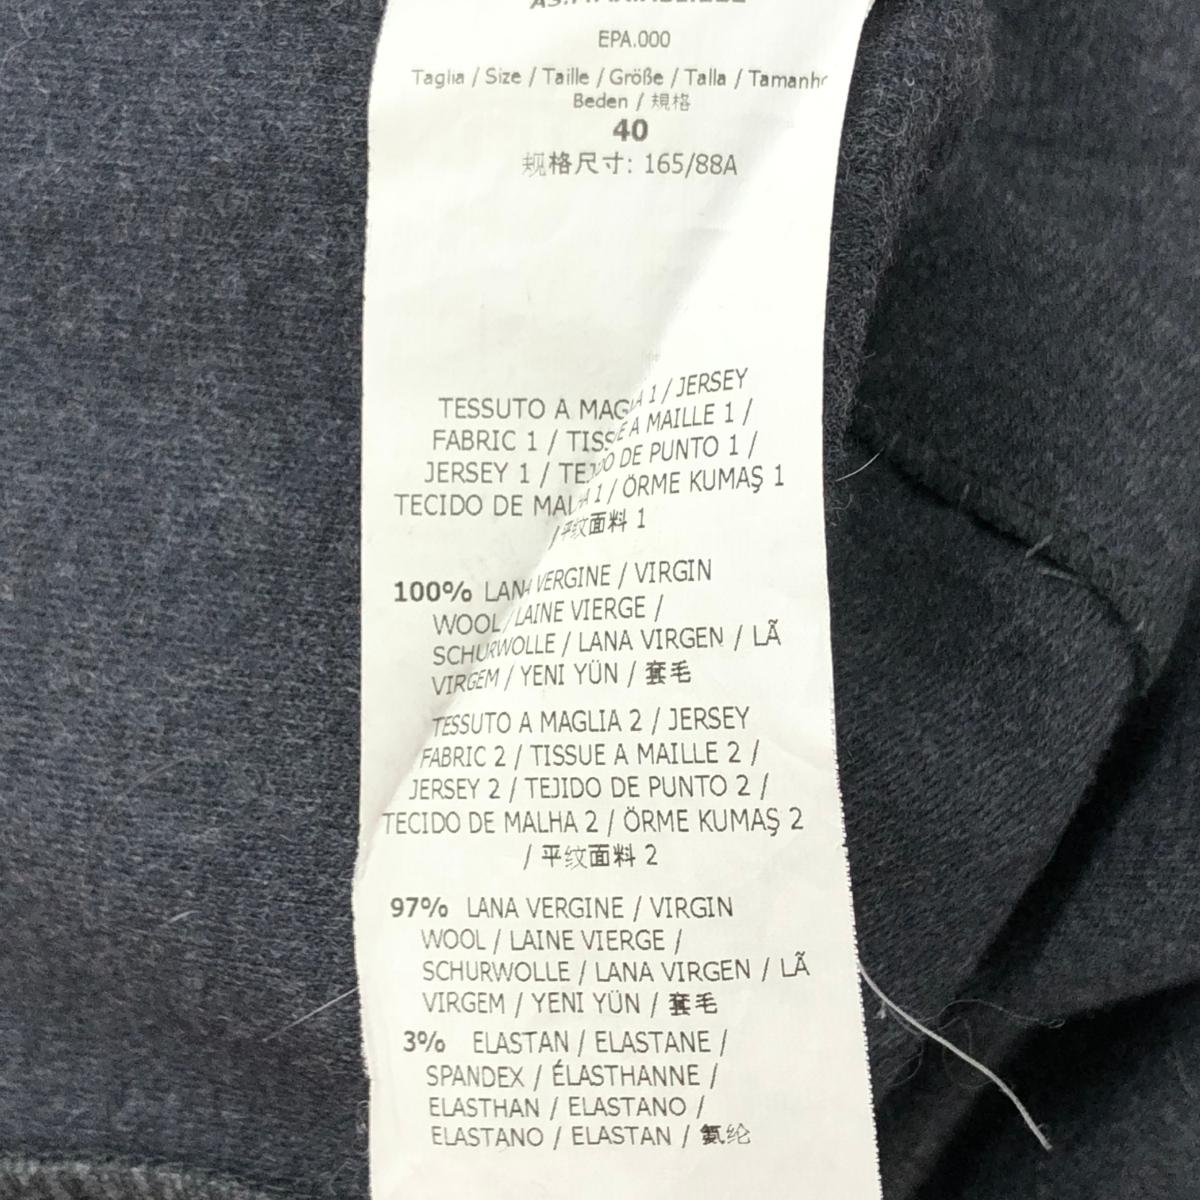 EPA.000
Taglia / Size / Taille / Größe / Talla / Tamanho
Beden / 規格
40
规格尺寸: 165/88A
TESSUTO A MAGLIA 1 / JERSEY
FABRIC 1 / TISSUE A MAILLE 1 /
JERSEY 1 / TEJIDO DE PUNTO 1 /
TECIDO DE MALHA 1 / ÖRME KUMAŞ 1
/ 平纹面料 1
100% LANA VERGINE / VIRGIN
WOOL / LAINE VIERGE /
SCHURWOLLE / LANA VIRGEN / LÃ
VIRGEM / YENI YÜN / 套毛
TESSUTO A MAGLIA 2 / JERSEY
FABRIC 2 / TISSUE A MAILLE 2 /
JERSEY 2 / TEJIDO DE PUNTO 2 /
TECIDO DE MALHA 2 / ÖRME KUMAŞ 2
/ 平纹面料 2
97% LANA VERGINE / VIRGIN
WOOL / LAINE VIERGE /
SCHURWOLLE / LANA VIRGEN / LÃ
VIRGEM / YENI YÜN / 套毛
3% ELASTAN / ELASTANE /
SPANDEX / ÉLASTHANNE /
ELASTHAN / ELASTANO /
ELASTANO / ELASTAN / 氨纶